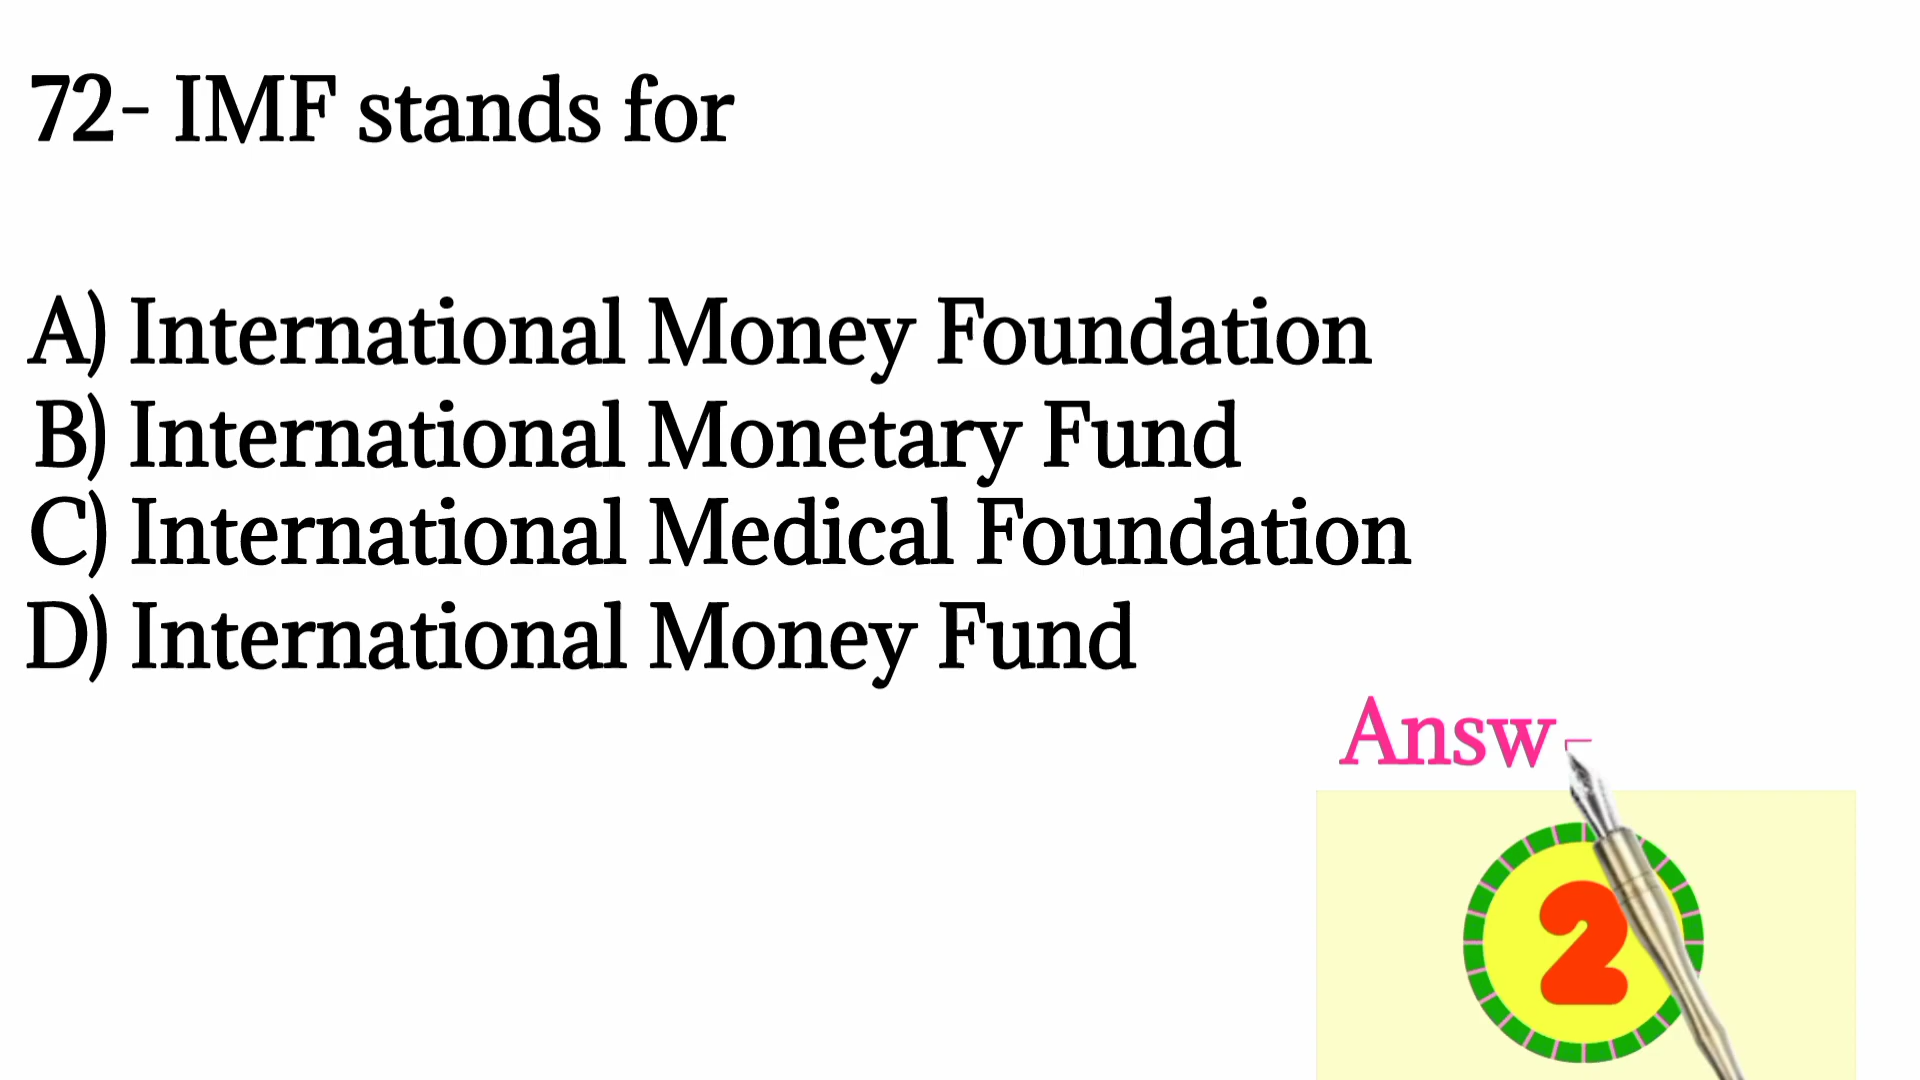 72- IMF stands for
A) International Money Foundation
B) International Monetary Fund
C) International Medical Foundation
D) International Money Fund
Answ
2